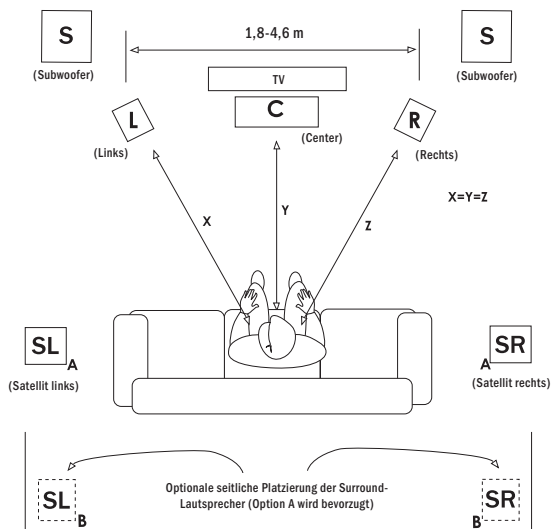 S
(Subwoofer)
1,8-4,6 m
S
(Subwoofer)
TV
L
(Links)
C
(Center)
R
(Rechts)
X
Y
Z
X=Y=Z
SL
A
(Satellit links)
A
SR
(Satellit rechts)
SL
B
Optionale seitliche Platzierung der Surround-
Lautsprecher (Option A wird bevorzugt)
SR
B